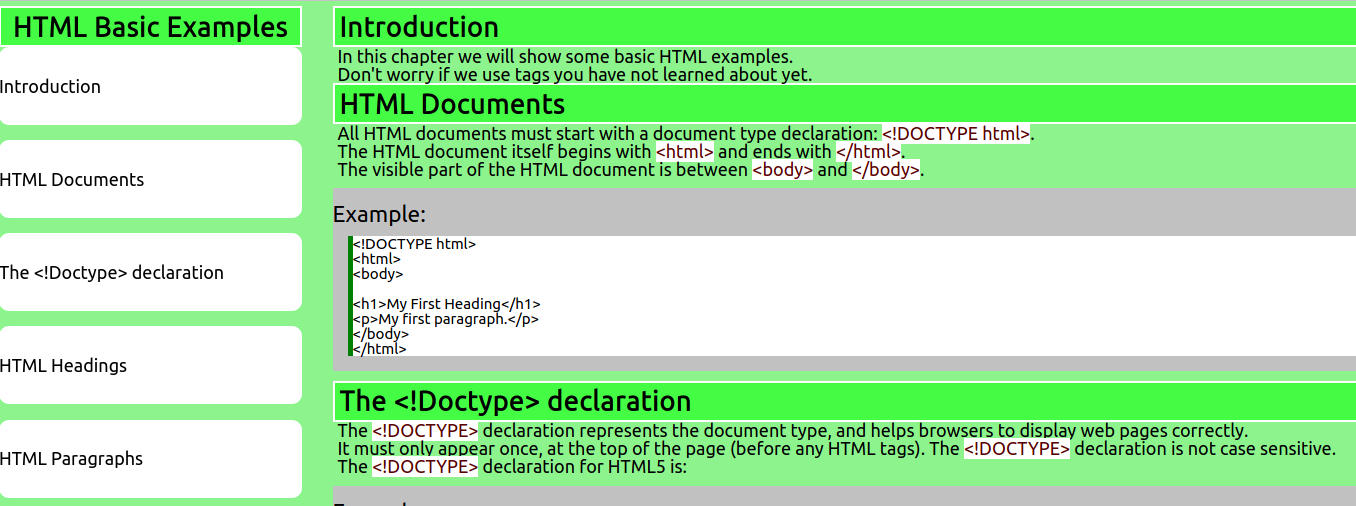 HTML Basic Examples
Introduction
HTML Documents
The <!Doctype> declaration
HTML Headings
HTML Paragraphs
Introduction
In this chapter we will show some basic HTML examples.
Don't worry if we use tags you have not learned about yet.
HTML Documents
All HTML documents must start with a document type declaration: <!DOCTYPE html>.
The HTML document itself begins with <html> and ends with </html>.
The visible part of the HTML document is between <body> and </body>.
Example:
<!DOCTYPE html>
<html>
<body>
<h1>My First Heading</h1>
<p>My first paragraph.</p>
</body>
</html>
The <!Doctype> declaration
The <!DOCTYPE> declaration represents the document type, and helps browsers to display web pages correctly.
It must only appear once, at the top of the page (before any HTML tags). The <!DOCTYPE> declaration is not case sensitive.
The <!DOCTYPE> declaration for HTML5 is: